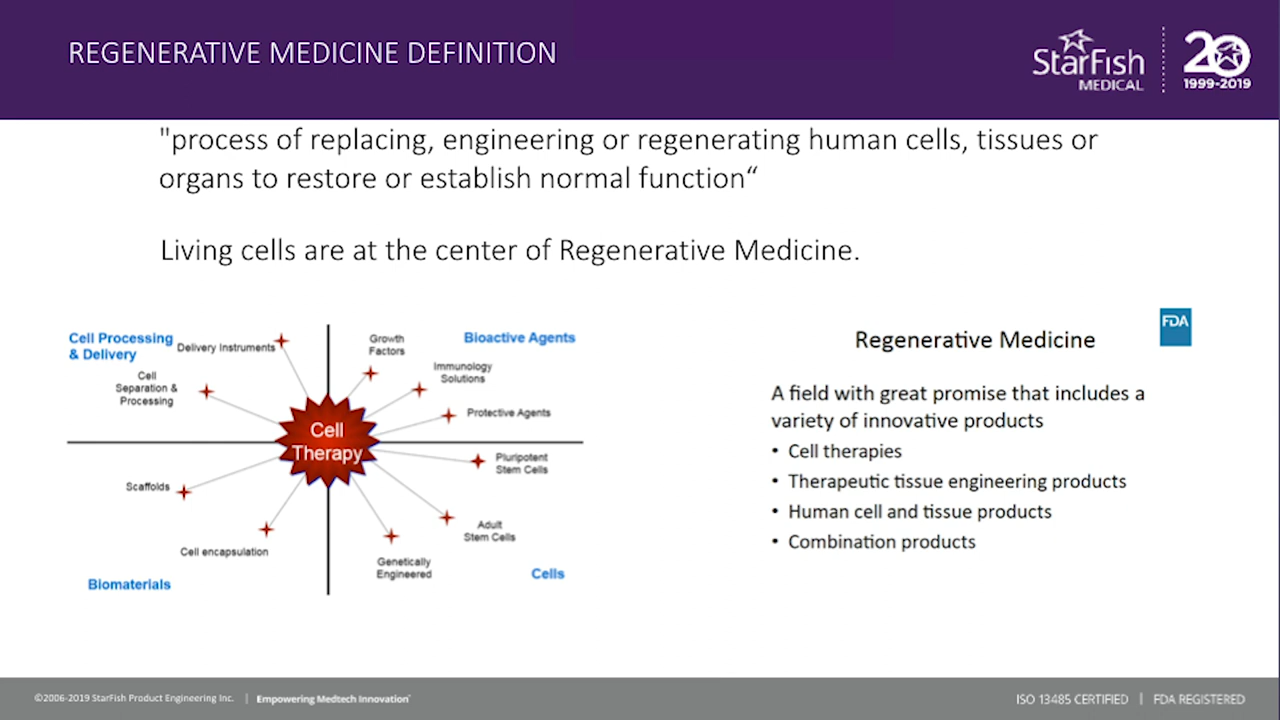 REGENERATIVE MEDICINE DEFINITION
StarFish
MEDICAL
20
1999-2019
"process of replacing, engineering or regenerating human cells, tissues or
organs to restore or establish normal function“
Living cells are at the center of Regenerative Medicine.
Cell Processing
& Delivery
Delivery Instruments
Cell
Separation &
Processing
Growth
Factors
Bioactive Agents
Immunology
Solutions
Protective Agents
Cell
Therapy
Pluripotent
Stem Cells
Scaffolds
Adult
Stem Cells
Cell encapsulation
Genetically
Engineered
Biomaterials
Cells
FDA
Regenerative Medicine
A field with great promise that includes a
variety of innovative products
• Cell therapies
• Therapeutic tissue engineering products
• Human cell and tissue products
• Combination products
©2006-2019 StarFish Product Engineering Inc. | Empowering Medtech Innovation®
ISO 13485 CERTIFIED | FDA REGISTERED